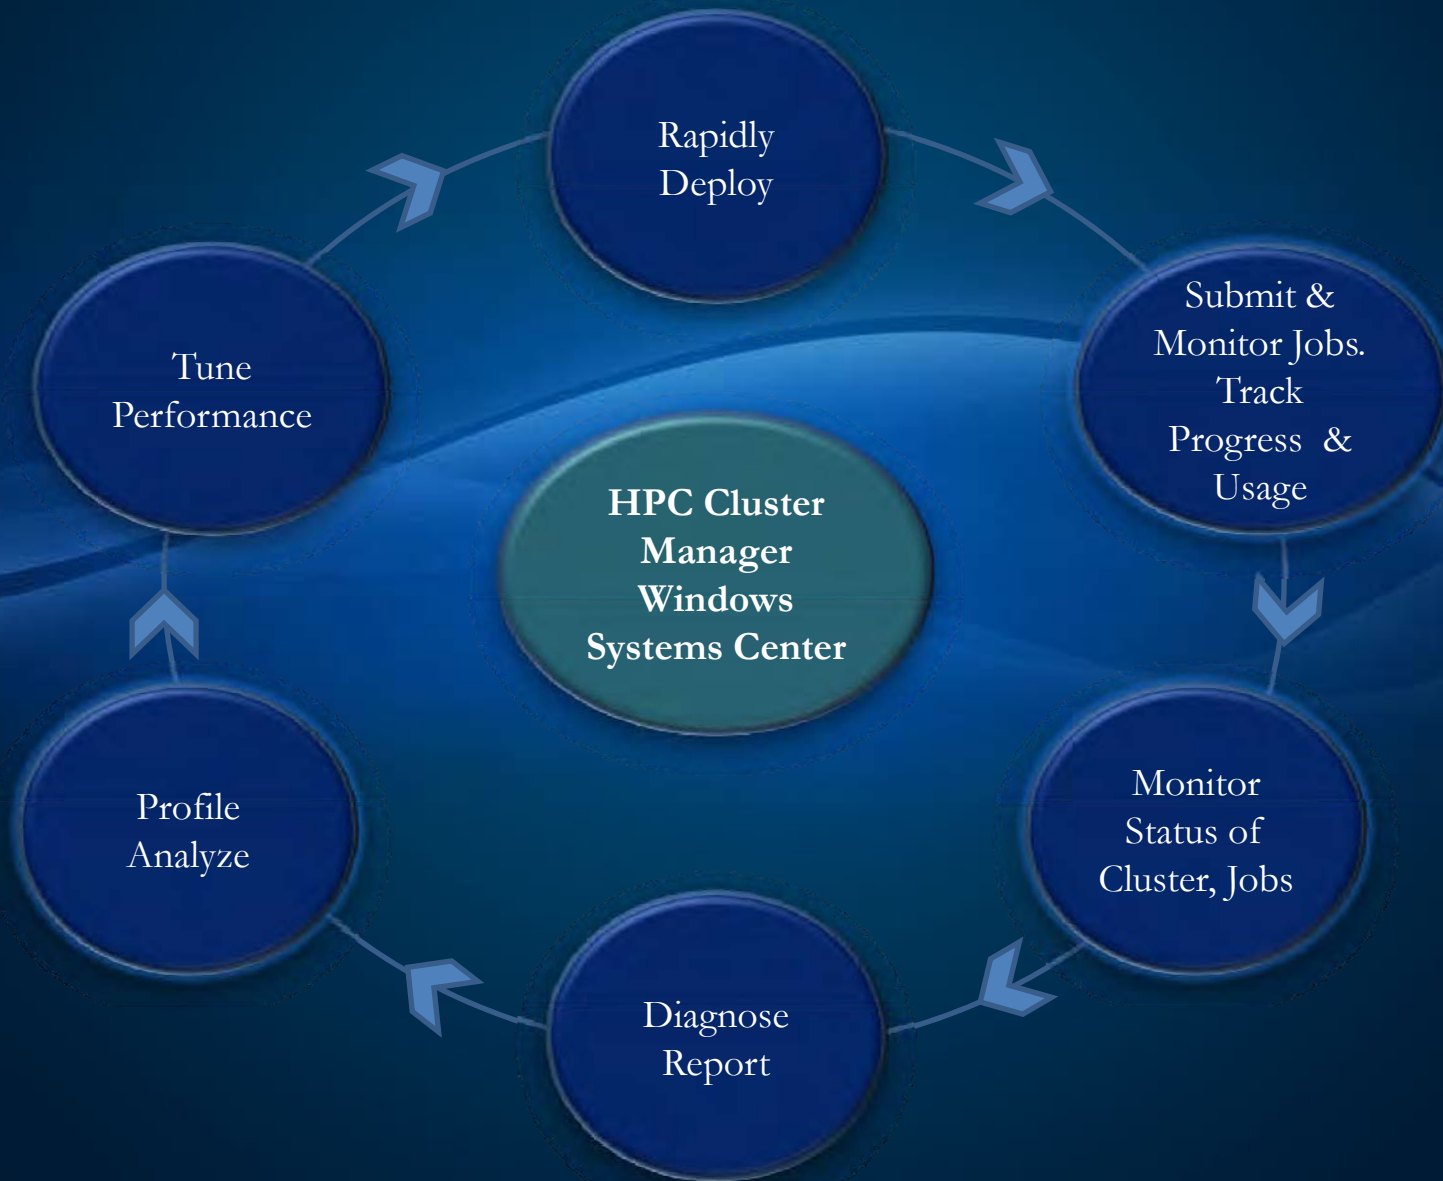 Rapidly
Deploy
Submit &
Monitor Jobs.
Track
Progress &
Usage
Monitor
Status of
Cluster, Jobs
Diagnose
Report
Profile
Analyze
Tune
Performance
HPC Cluster
Manager
Windows
Systems Center